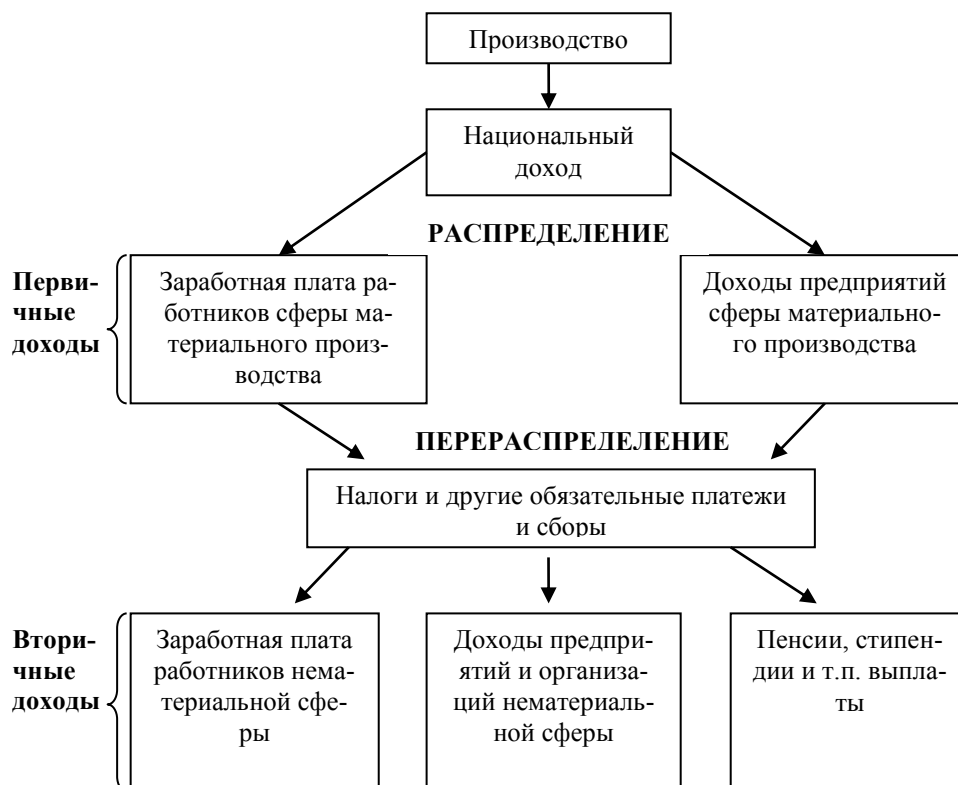 Производство
Национальный
доход
РАСПРЕДЕЛЕНИЕ
Перви-
чные
доходы
Заработная плата ра-
ботников сферы ма-
териального произ-
водства
Доходы предприятий
сферы материально-
го производства
ПЕРЕРАСПРЕДЕЛЕНИЕ
Налоги и другие обязательные платежи
и сборы
Втори-
чные
доходы
Заработная плата
работников нема-
териальной сфе-
ры
Доходы предпри-
ятий и организа-
ций нематериаль-
ной сферы
Пенсии, стипен-
дии и т.п. выпла-
ты